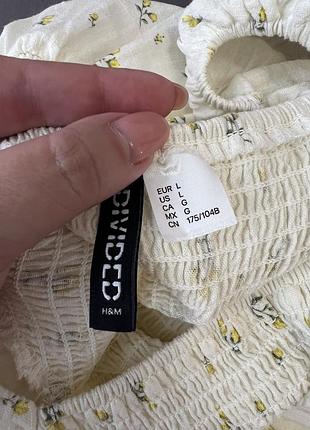 DIVIDED
H&M
EUR L
US L
CA G
MX G
CN 175/104B